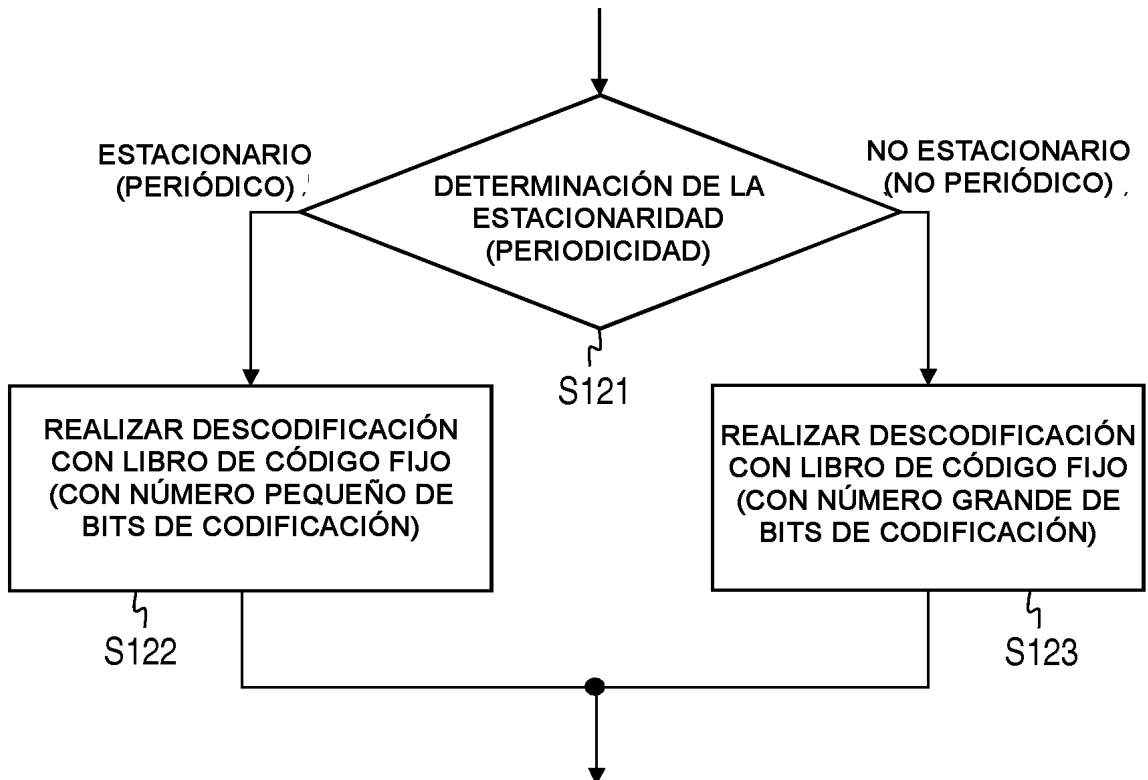 ESTACIONARIO
(PERIÓDICO)
NO ESTACIONARIO
(NO PERIÓDICO)
DETERMINACIÓN DE LA
ESTACIONARIDAD
(PERIODICIDAD)
S121
REALIZAR DESCODIFICACIÓN
CON LIBRO DE CÓDIGO FIJO
(CON NÚMERO PEQUEÑO DE
BITS DE CODIFICACIÓN)
S122
REALIZAR DESCODIFICACIÓN
CON LIBRO DE CÓDIGO FIJO
(CON NÚMERO GRANDE DE
BITS DE CODIFICACIÓN)
S123